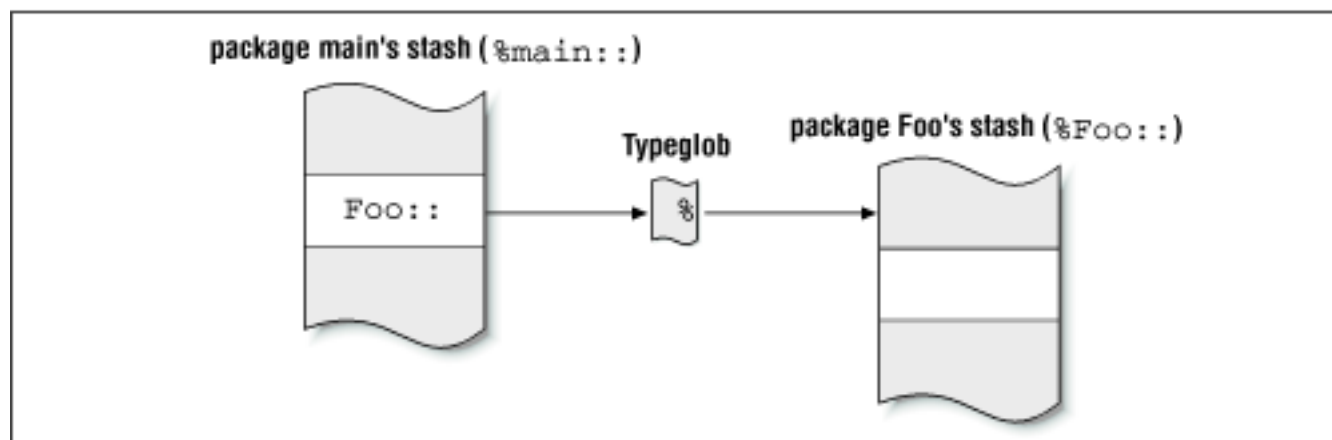 package main's stash (%main::)
package Foo's stash (%Foo::)
Typeglob
Foo::
%